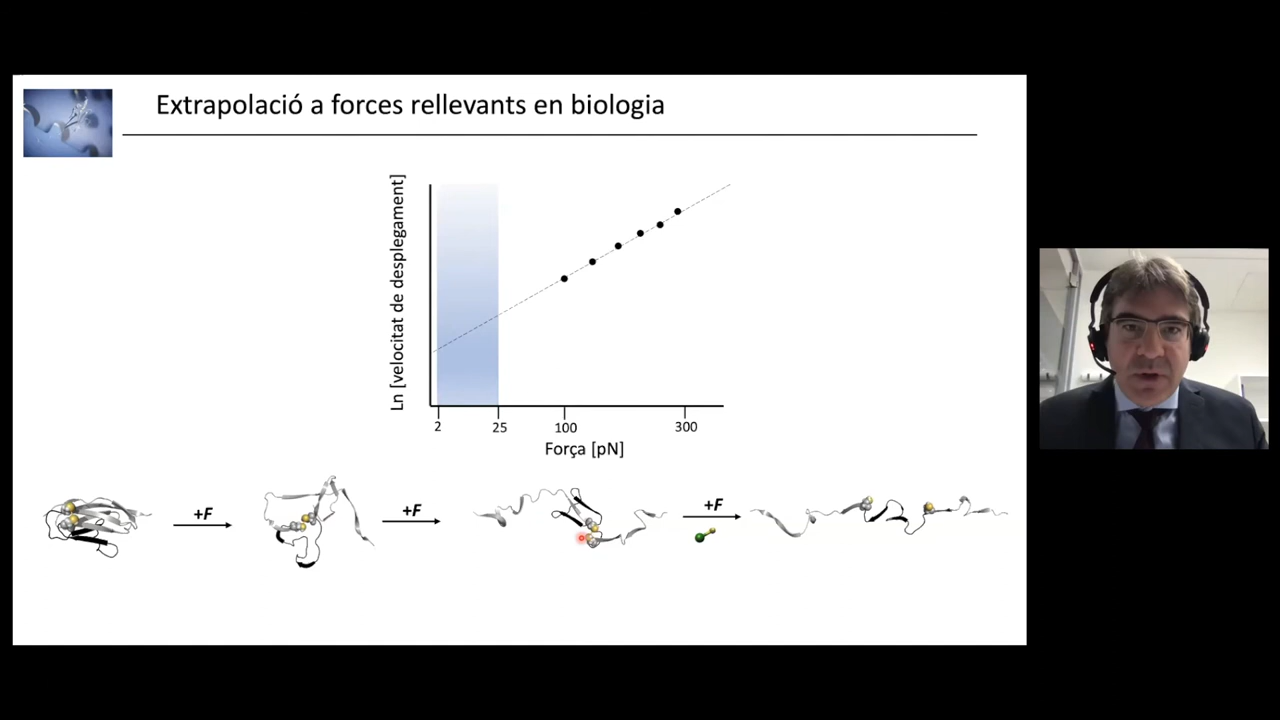 Extrapolació a forces rellevants en biologia
Ln [velocitat de desplegament]
2
25
100
300
Força [pN]
+F
+F
+F